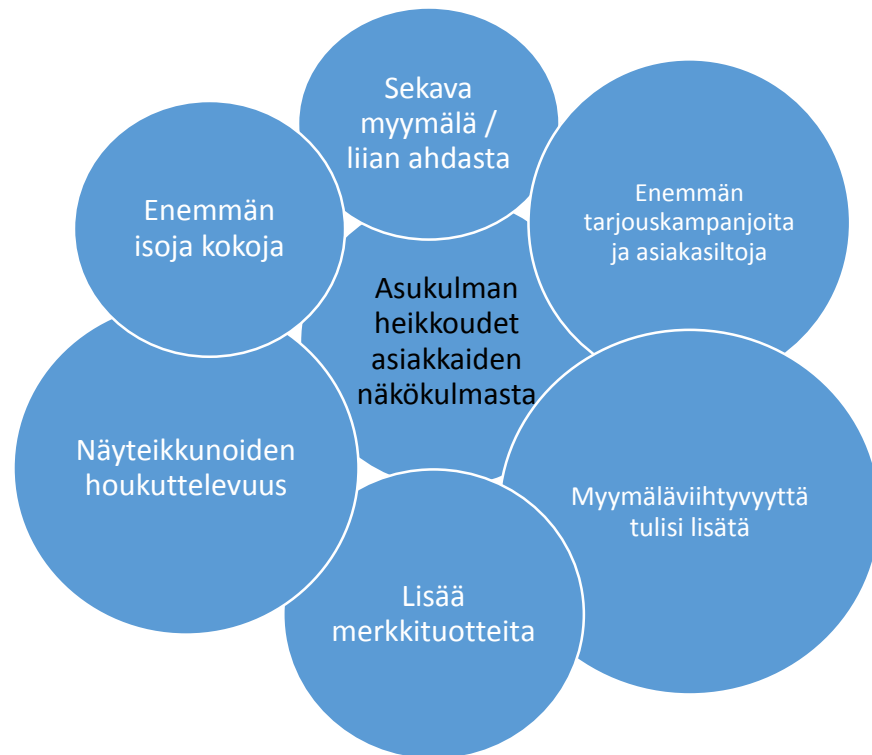 Sekava
myymälä /
liian ahdasta
Enemmän
tarjouskampanjoita
ja asiakasiltoja
Myymäläviihtyvyyttä
tulisi lisätä
Lisää
merkkituotteita
Näyteikkunoiden
houkuttelevuus
Enemmän
isoja kokoja
Asukulman
heikkoudet
asiakkaiden
näkökulmasta